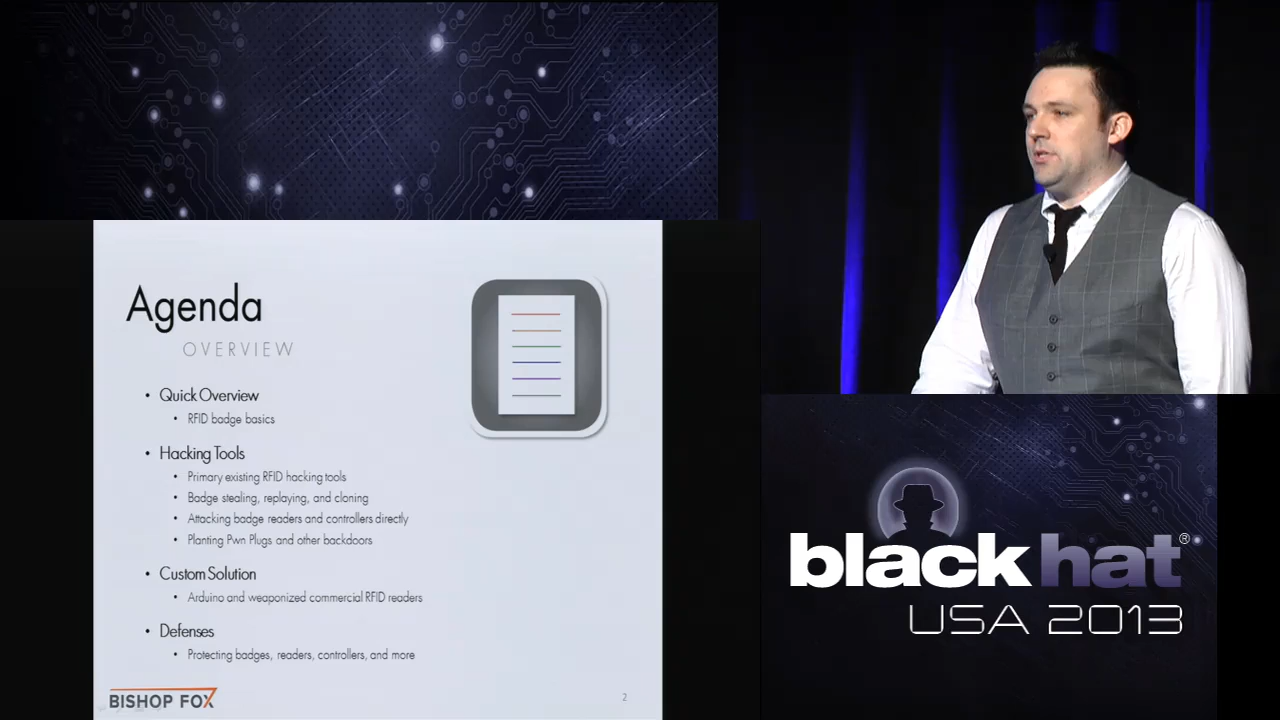 Agenda
OVERVIEW
• Quick Overview
• RFID badge basics
• Hacking Tools
• Primary existing RFID hacking tools
• Badge stealing, replaying, and cloning
• Attacking badge readers and controllers directly
• Planting Pwn Plugs and other backdoors
• Custom Solution
• Arduino and weaponized commercial RFID readers
• Defenses
• Protecting badges, readers, controllers, and more
BISHOP FOX
2
black hat®
USA 2013